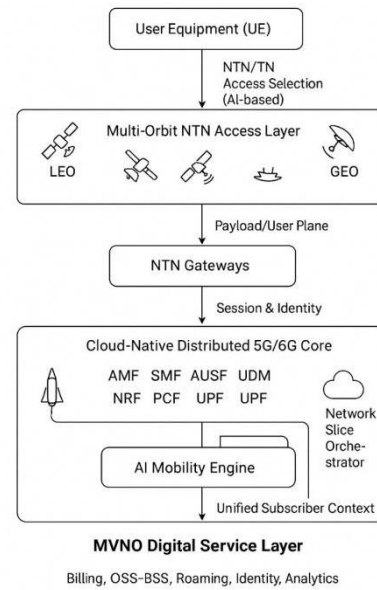 User Equipment (UE)
NTN/TN
Access Selection
(AI-based)
Multi-Orbit NTN Access Layer
LEO
GEO
Payload/User Plane
NTN Gateways
Session & Identity
Cloud-Native Distributed 5G/6G Core
AMF SMF AUSF UDM
NRF PCF UPF UPF
Network
Slice
Orche-
strator
AI Mobility Engine
Unified Subscriber Context
MVNO Digital Service Layer
Billing, OSS-BSS, Roaming, Identity, Analytics